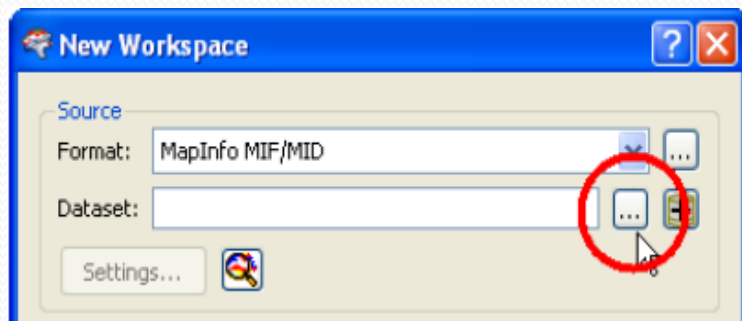 New Workspace
Source
Format: MapInfo MIF/MID ...
Dataset: ...
Settings...